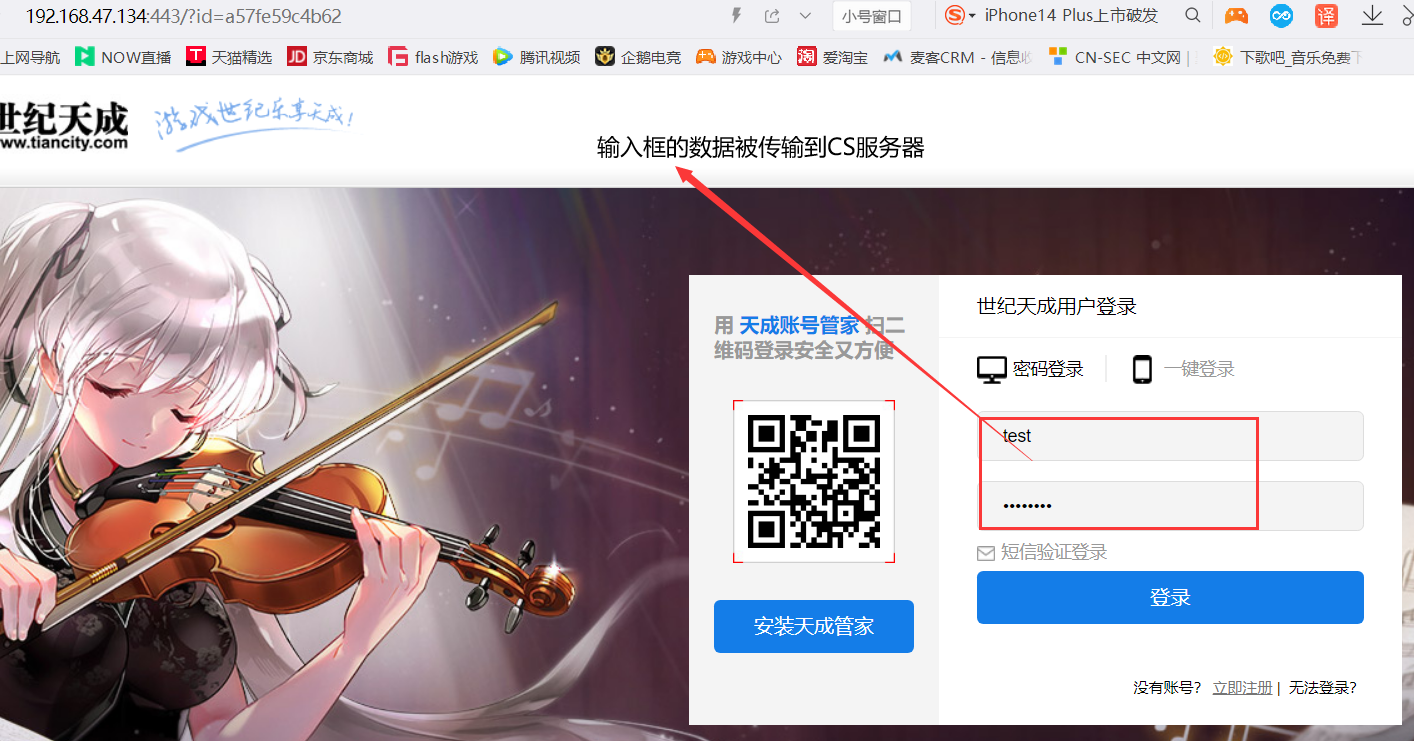 192.168.47.134:443/?id=a57fe59c4b62
小号窗口
iPhone14 Plus上市破发
译
上网导航
NOW直播
天猫精选
JD 京东商城
flash游戏
腾讯视频
企鹅电竞
游戏中心
淘 爱淘宝
麦客CRM - 信息收
CN-SEC 中文网 |
下歌吧_音乐免费下
世纪天成
www.tiancity.com
游戏世纪乐享天成!
输入框的数据被传输到CS服务器
用 天成账号管家 扫二
维码登录安全又方便
安装天成管家
世纪天成用户登录
密码登录
一键登录
test
••••••••
短信验证登录
登录
没有账号? 立即注册 | 无法登录?